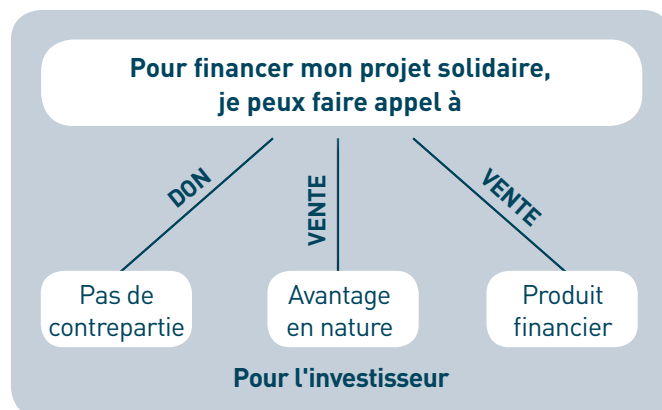 Pour financer mon projet solidaire,
je peux faire appel à
DON
VENTE
VENTE
Pas de
contrepartie
Avantage
en nature
Produit
financier
Pour l'investisseur